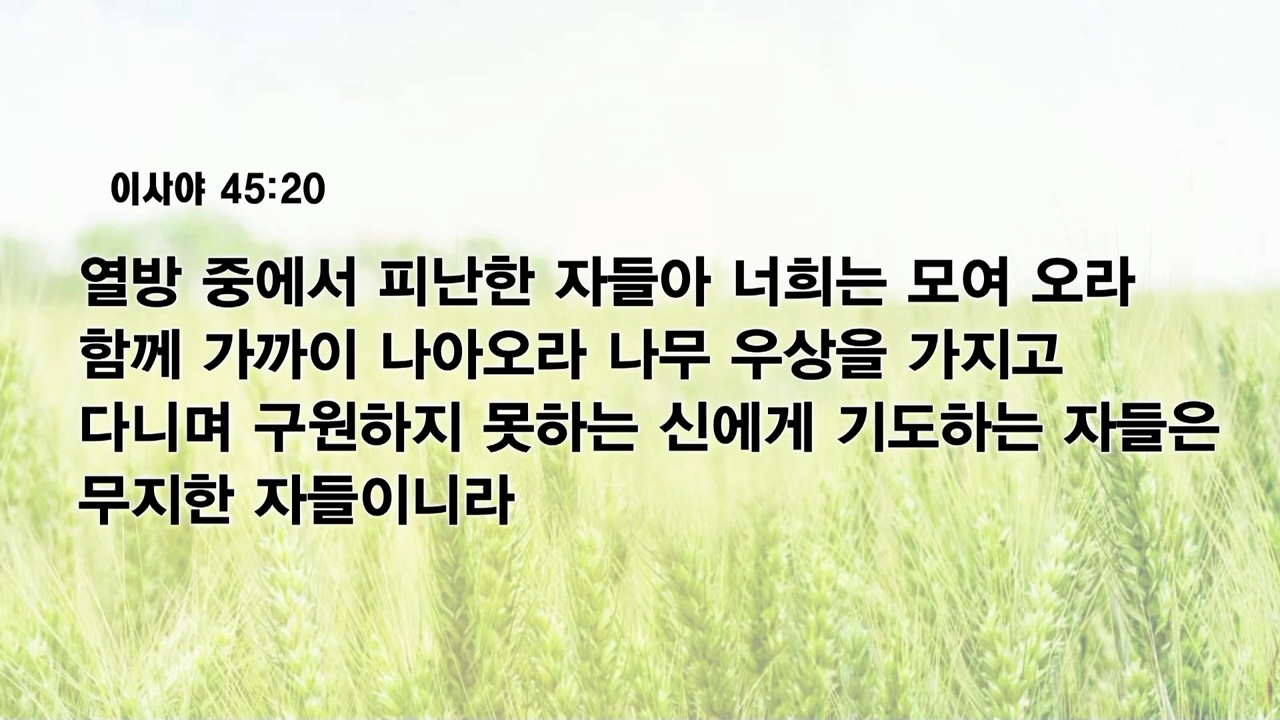 이사야 45:20
열방 중에서 피난한 자들아 너희는 모여 오라
함께 가까이 나아오라 나무 우상을 가지고
다니며 구원하지 못하는 신에게 기도하는 자들은
무지한 자들이니라